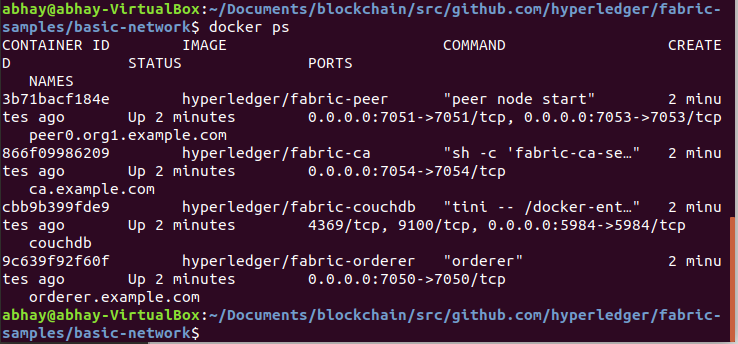 abhay@abhay-VirtualBox:~/Documents/blockchain/src/github.com/hyperledger/fabric-
samples/basic-network$ docker ps
CONTAINER ID        IMAGE                        COMMAND                  CREATE
D             STATUS              PORTS
   NAMES
3b71bacf184e        hyperledger/fabric-peer      "peer node start"        2 minu
tes ago       Up 2 minutes        0.0.0.0:7051->7051/tcp, 0.0.0.0:7053->7053/tcp
   peer0.org1.example.com
866f09986209        hyperledger/fabric-ca        "sh -c 'fabric-ca-se…"   2 minu
tes ago       Up 2 minutes        0.0.0.0:7054->7054/tcp
   ca.example.com
cbb9b399fde9        hyperledger/fabric-couchdb   "tini -- /docker-ent…"   2 minu
tes ago       Up 2 minutes        4369/tcp, 9100/tcp, 0.0.0.0:5984->5984/tcp
   couchdb
9c639f92f60f        hyperledger/fabric-orderer   "orderer"                2 minu
tes ago       Up 2 minutes        0.0.0.0:7050->7050/tcp
   orderer.example.com
abhay@abhay-VirtualBox:~/Documents/blockchain/src/github.com/hyperledger/fabric-
samples/basic-network$